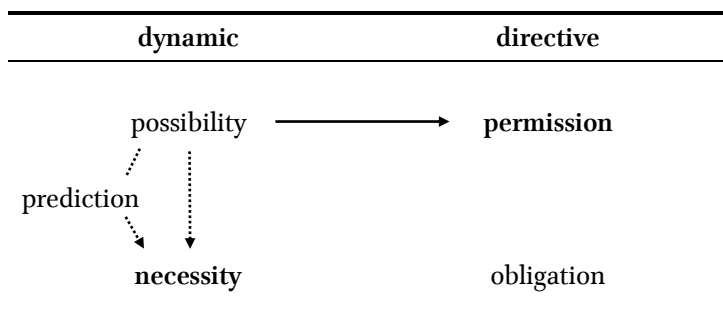 dynamic directive
possibility permission
prediction
necessity obligation